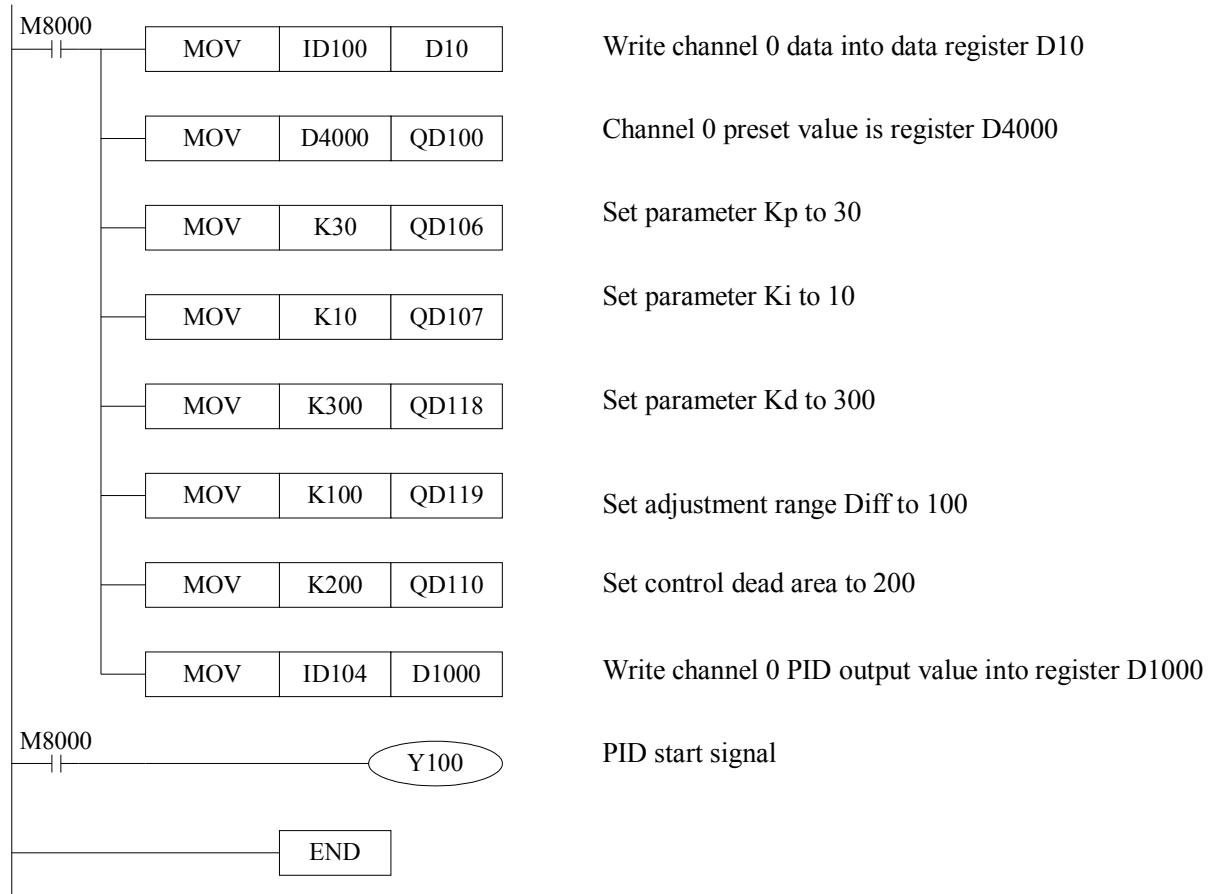 M8000
MOV ID100 D10 Write channel 0 data into data register D10
MOV D4000 QD100 Channel 0 preset value is register D4000
MOV K30 QD106 Set parameter Kp to 30
MOV K10 QD107 Set parameter Ki to 10
MOV K300 QD118 Set parameter Kd to 300
MOV K100 QD119 Set adjustment range Diff to 100
MOV K200 QD110 Set control dead area to 200
MOV ID104 D1000 Write channel 0 PID output value into register D1000
M8000
Y100 PID start signal
END